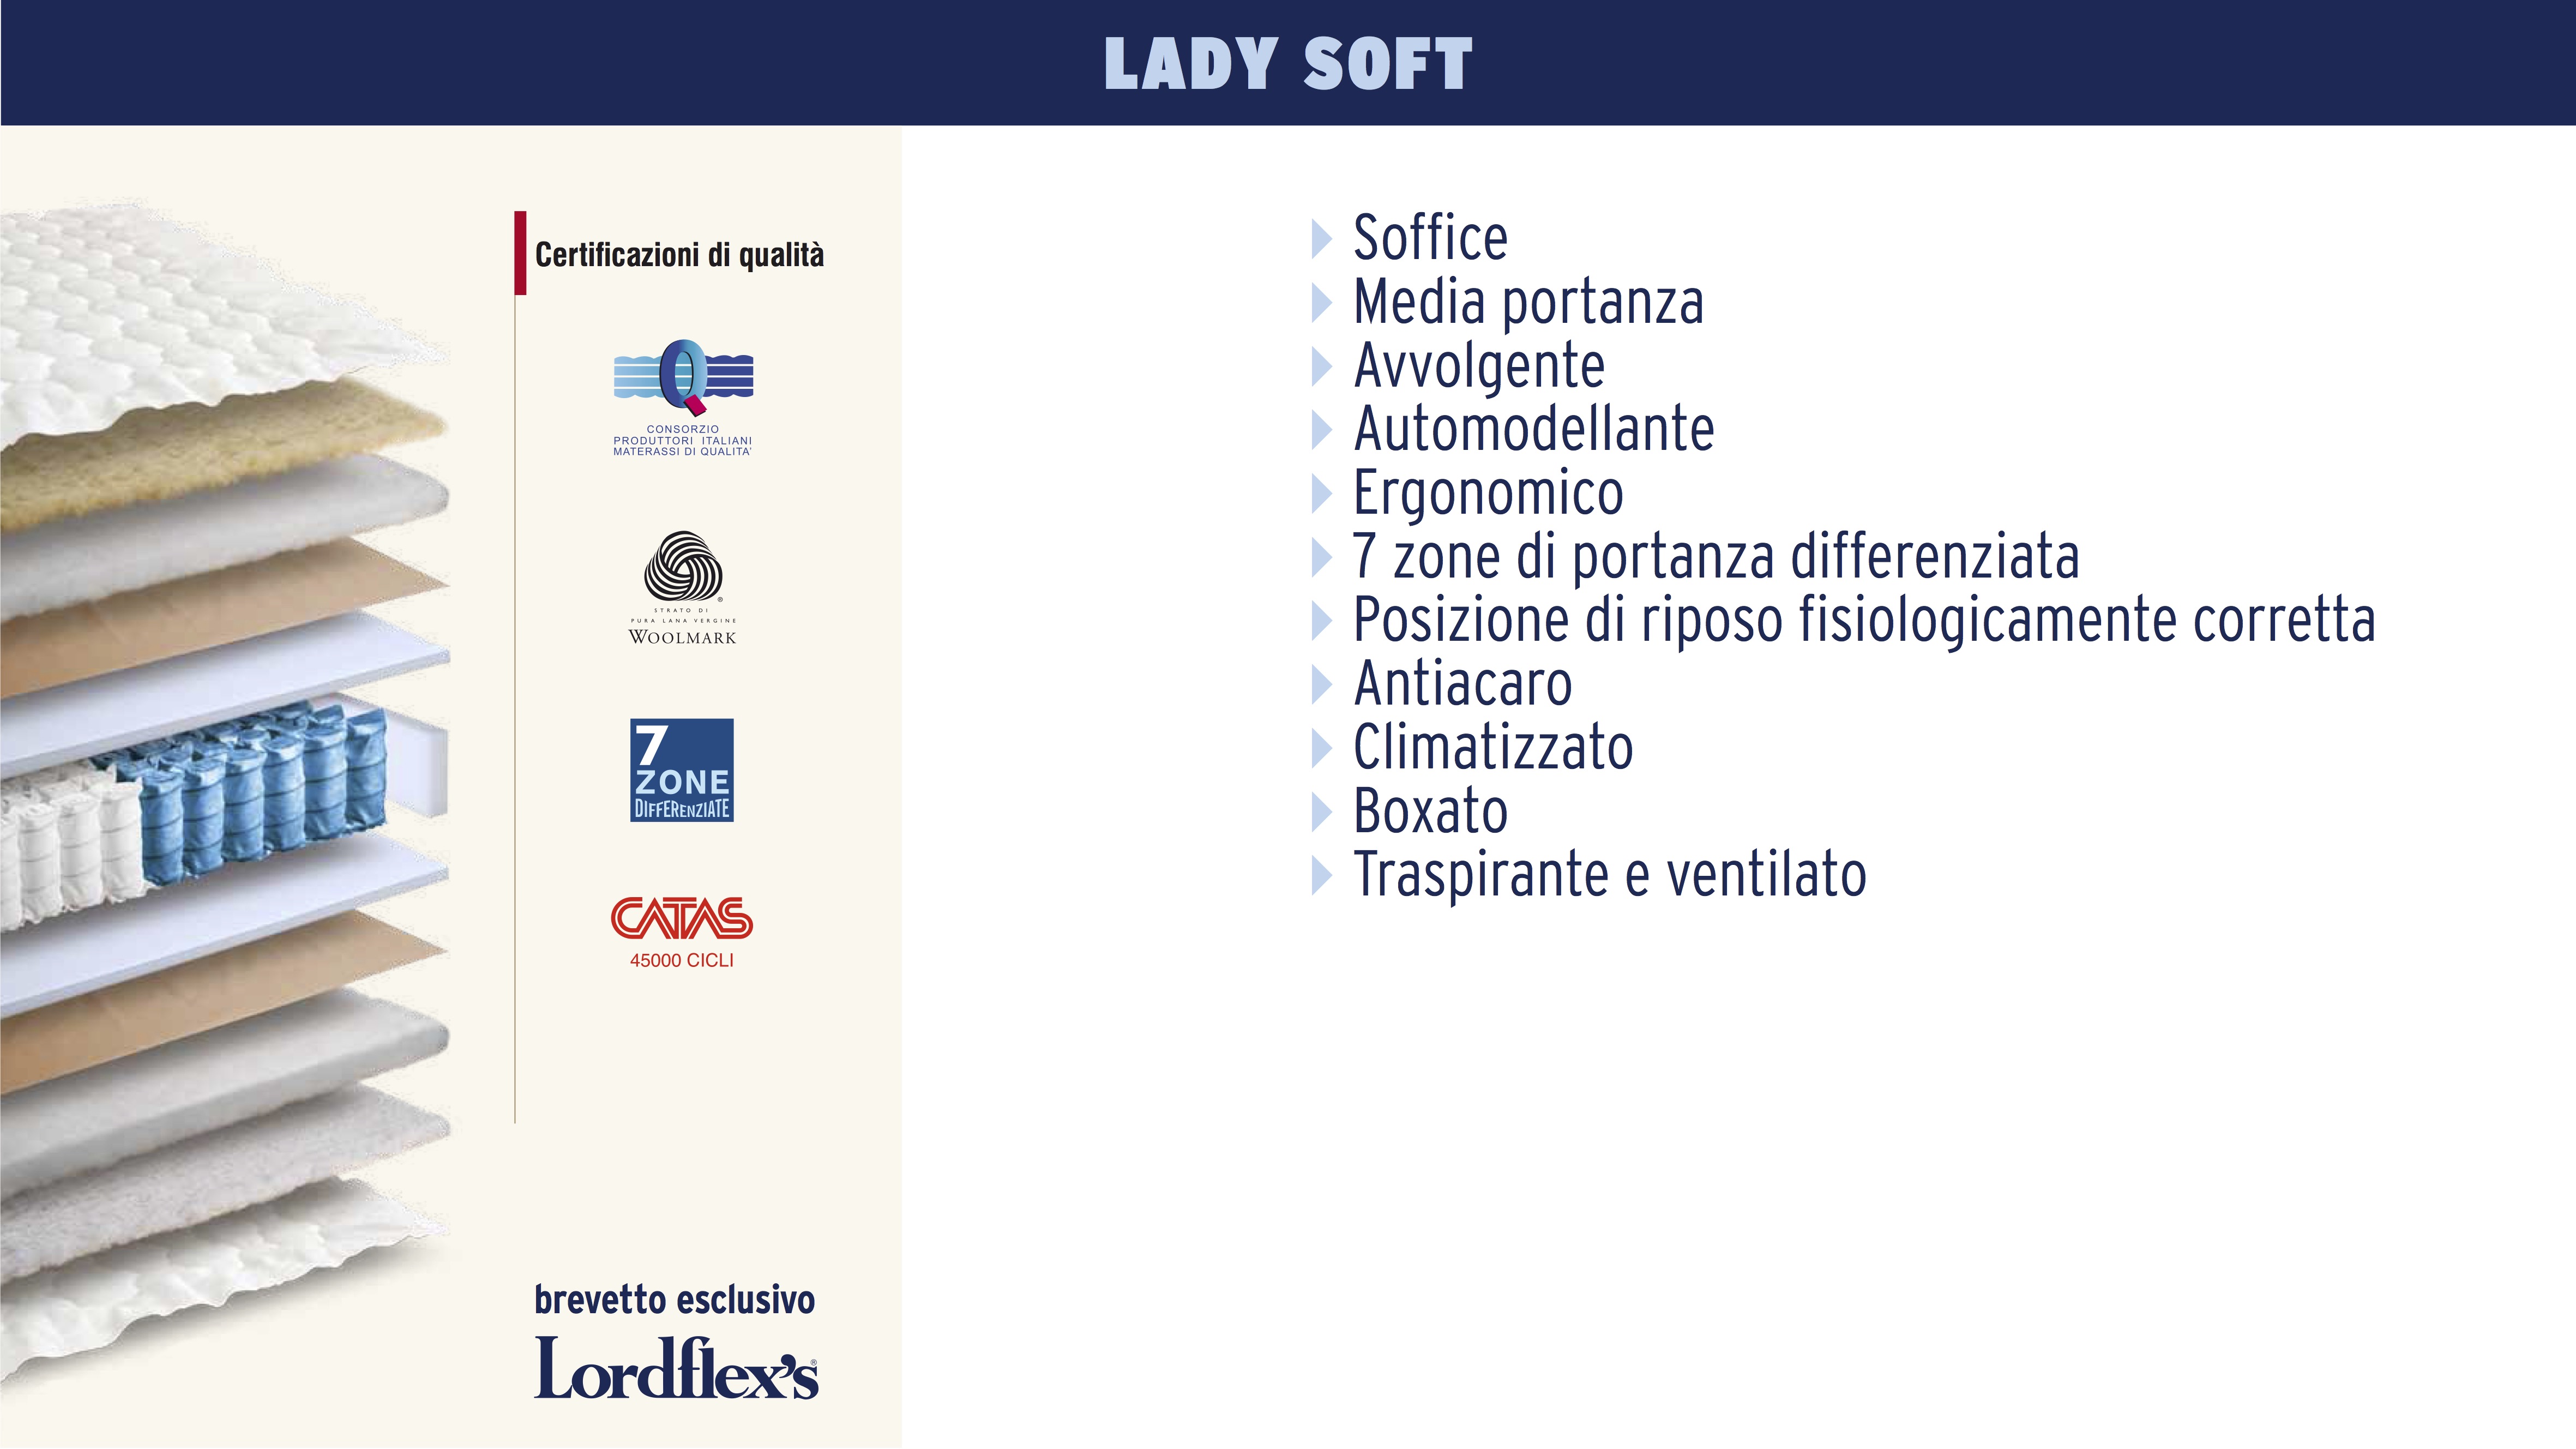 LADY SOFT
Certificazioni di qualità
Q
CONSORZIO
PRODUTTORI ITALIANI
MATERASSI DI QUALITA'
®
STRATO DI
PURA LANA VERGINE
WOOLMARK
7
ZONE
DIFFERENZIATE
CATAS
45000 CICLI
brevetto esclusivo
Lordflex's®
Soffice
Media portanza
Avvolgente
Automodellante
Ergonomico
7 zone di portanza differenziata
Posizione di riposo fisiologicamente corretta
Antiacaro
Climatizzato
Boxato
Traspirante e ventilato